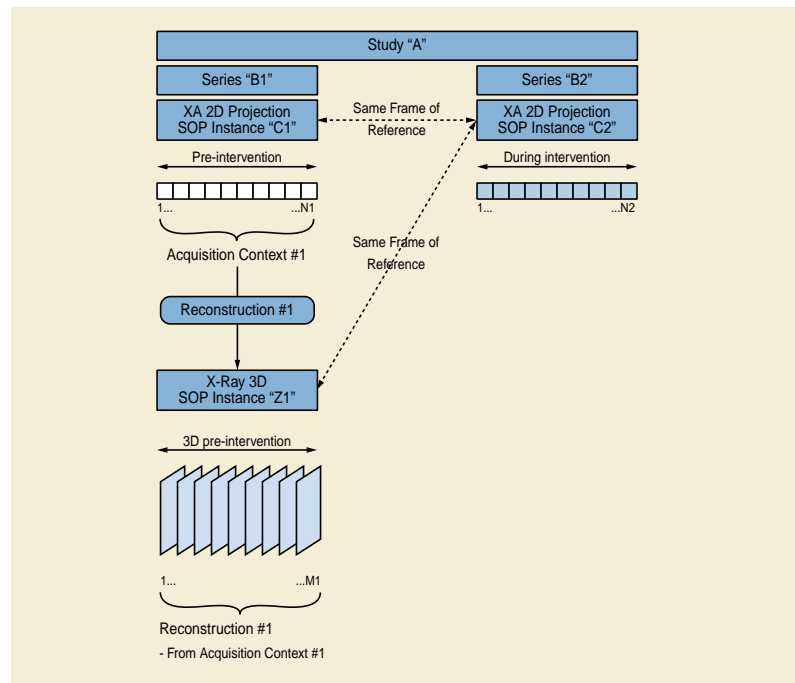 Study “A”
Series “B1”
Series “B2”
XA 2D Projection
SOP Instance “C1”
Same Frame of
Reference
XA 2D Projection
SOP Instance “C2”
Pre-intervention
During intervention
1...
...N1
1...
...N2
Acquisition Context #1
Same Frame of
Reference
Reconstruction #1
X-Ray 3D
SOP Instance “Z1”
3D pre-intervention
1...
...M1
Reconstruction #1
- From Acquisition Context #1